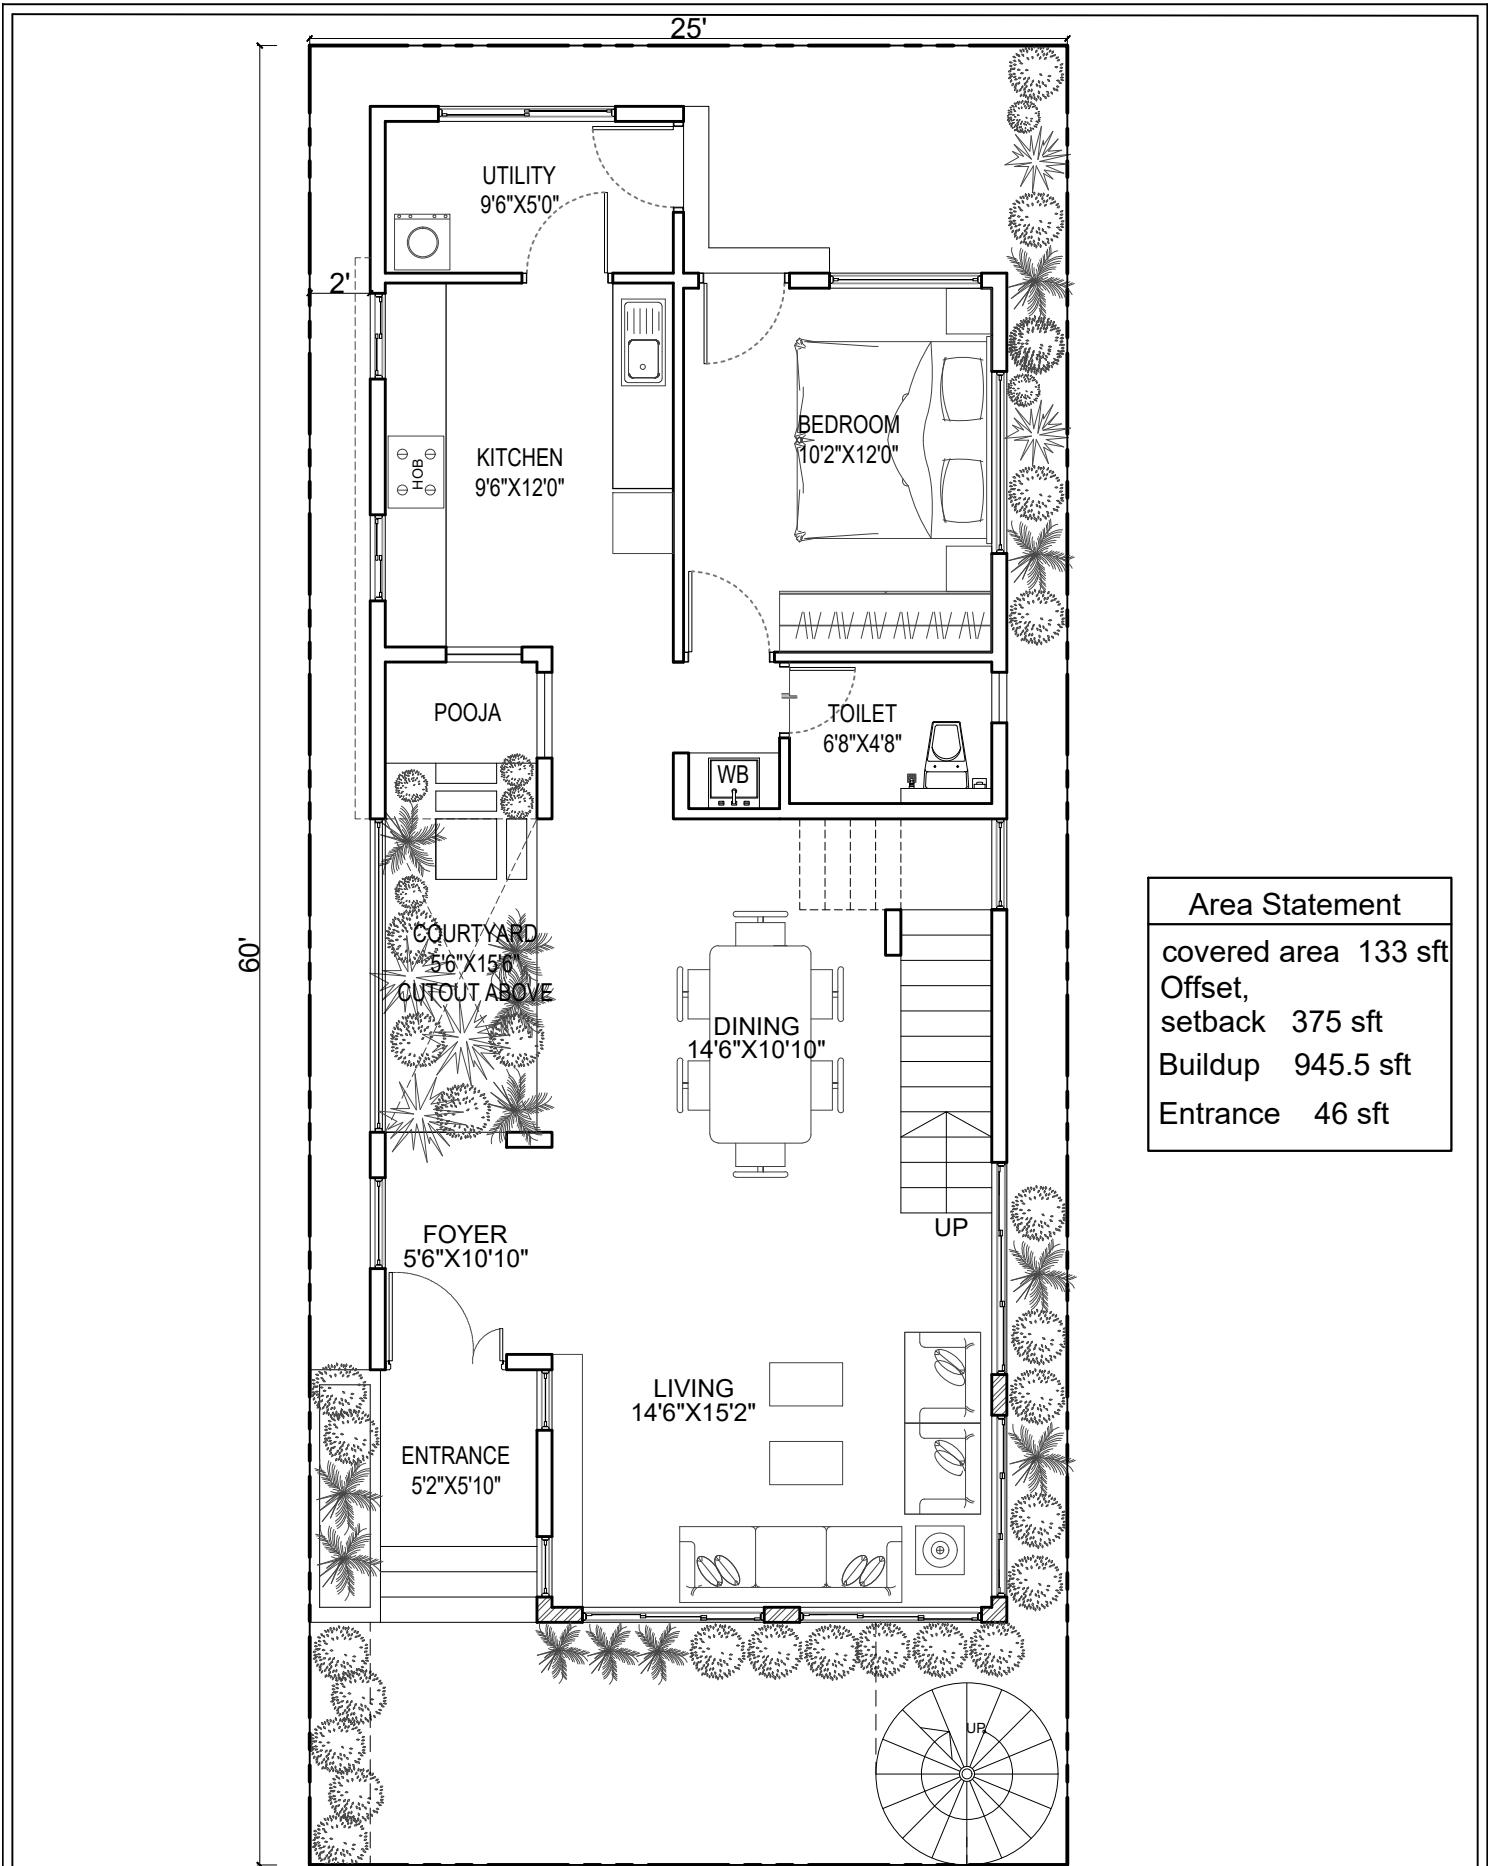 25'
UTILITY
9'6"X5'0"
2'
BEDROOM
10'2"X12'0"
KITCHEN
9'6"X12'0"
HOB
POOJA
TOILET
6'8"X4'8"
WB
60'
COURTYARD
5'6"X15'6"
CUTOUT ABOVE
DINING
14'6"X10'10"
Area Statement
covered area 133 sft
Offset,
setback 375 sft
Buildup 945.5 sft
Entrance 46 sft
UP
FOYER
5'6"X10'10"
LIVING
14'6"X15'2"
ENTRANCE
5'2"X5'10"
UP